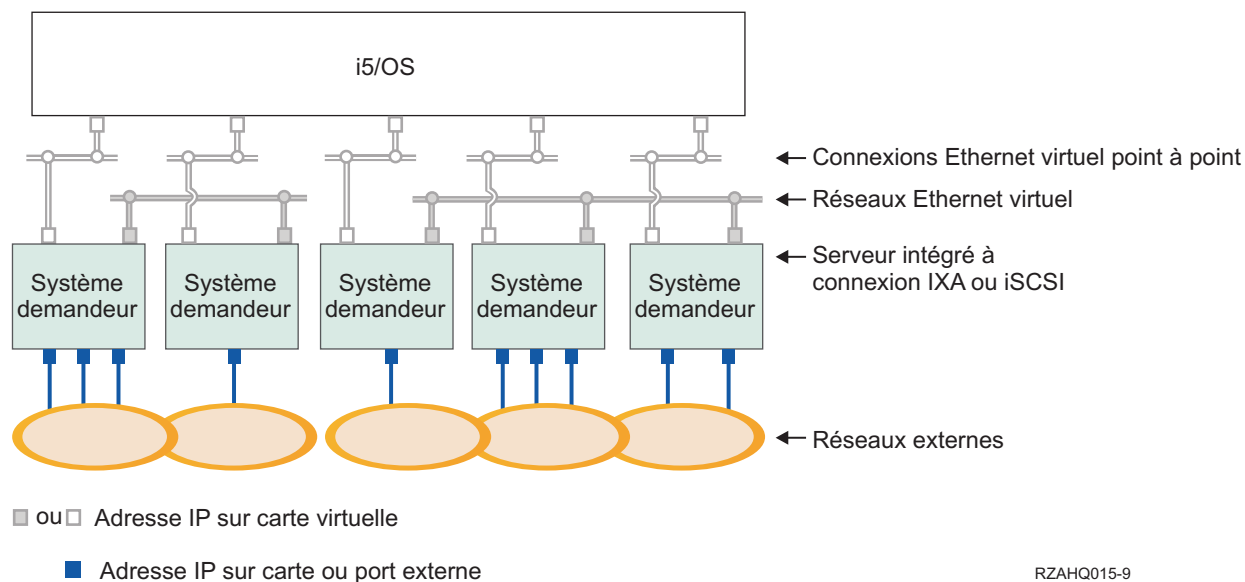 i5/OS
Connexions Ethernet virtuel point à point
Réseaux Ethernet virtuel
Serveur intégré à
connexion IXA ou iSCSI
Système
demandeur
Système
demandeur
Système
demandeur
Système
demandeur
Système
demandeur
Réseaux externes
ou Adresse IP sur carte virtuelle
Adresse IP sur carte ou port externe
RZAHQ015-9